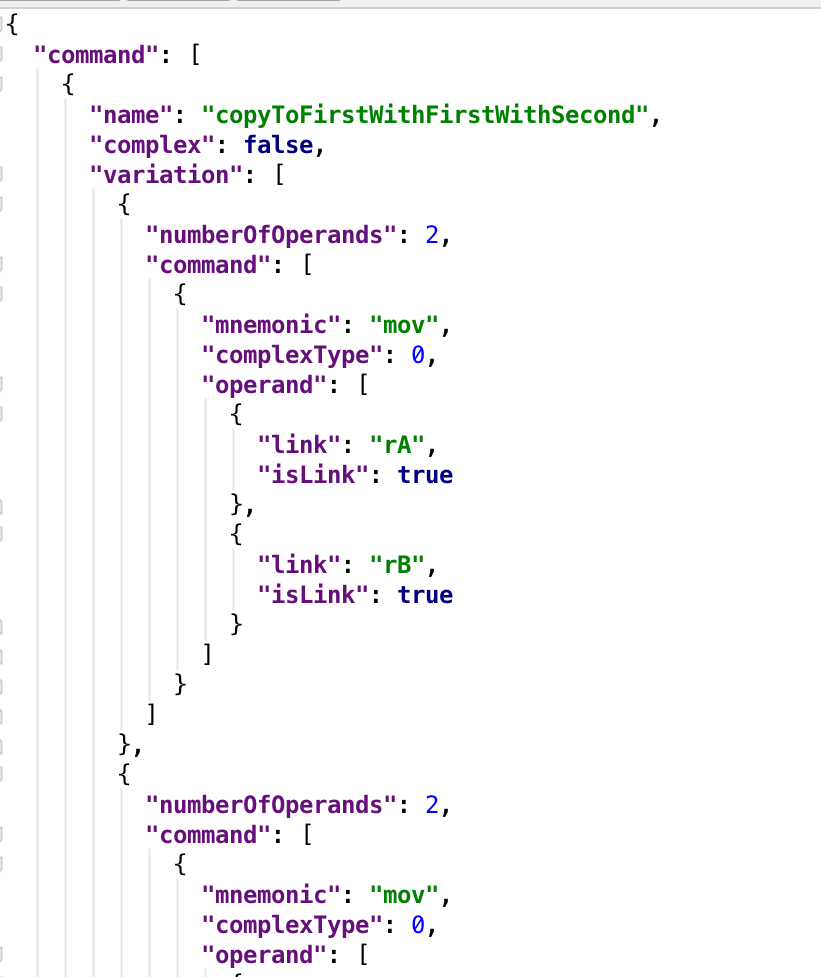 {
"command": [
{
"name": "copyToFirstWithFirstWithSecond",
"complex": false,
"variation": [
{
"numberOfOperands": 2,
"command": [
{
"mnemonic": "mov",
"complexType": 0,
"operand": [
{
"link": "rA",
"isLink": true
},
{
"link": "rB",
"isLink": true
}
]
}
]
},
{
"numberOfOperands": 2,
"command": [
{
"mnemonic": "mov",
"complexType": 0,
"operand": [
{